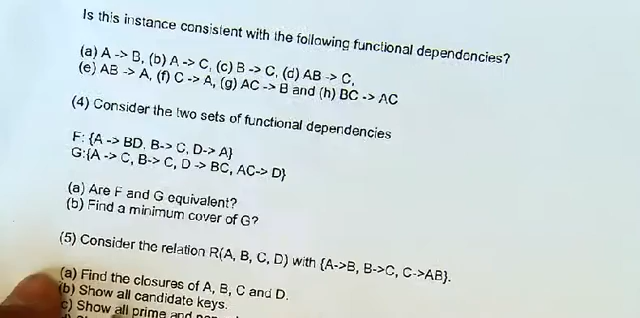 Is this instance consistent with the following functional dependencies?
(a) A -> B, (b) A -> C, (c) B -> C, (d) AB -> C,
(e) AB -> A, (f) C -> A, (g) AC -> B and (h) BC -> AC
(4) Consider the two sets of functional dependencies
F: {A -> BD, B-> C, D-> A}
G:{A -> C, B-> C, D -> BC, AC-> D}
(a) Are F and G equivalent?
(b) Find a minimum cover of G?
(5) Consider the relation R(A, B, C, D) with {A->B, B->C, C->AB}.
(a) Find the closures of A, B, C and D.
(b) Show all candidate keys.
c) Show all prime and